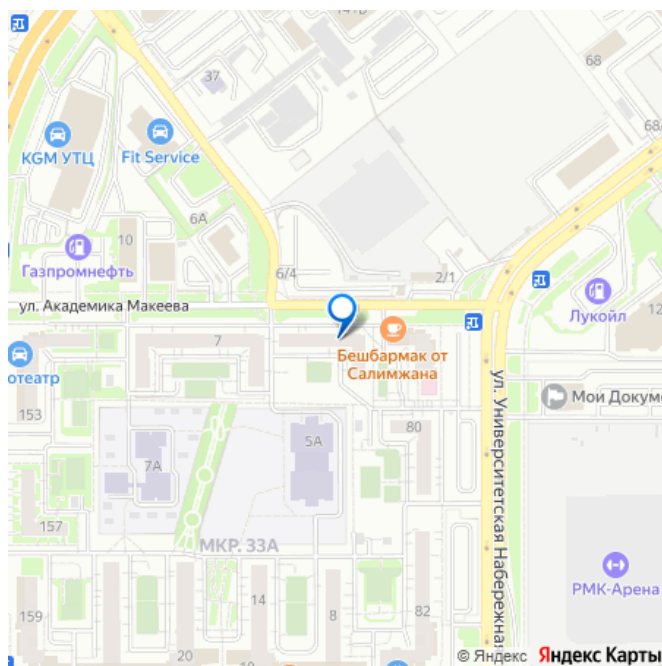 141В
68
37
68/
KGM УТЦ
Fit Service
6А
10
Газпромнефть
6/4
2/1
ул. Академика Макеева
Лукойл
12
7
Бешбармак от
Салимжана
отеатр
153
Мои Докуме
80
5А
7А
ул. Университетская Набережная
157
МКР. 33А
РМК-Арена
14
159
8
82
20
© Яндекс Яндекс Карты